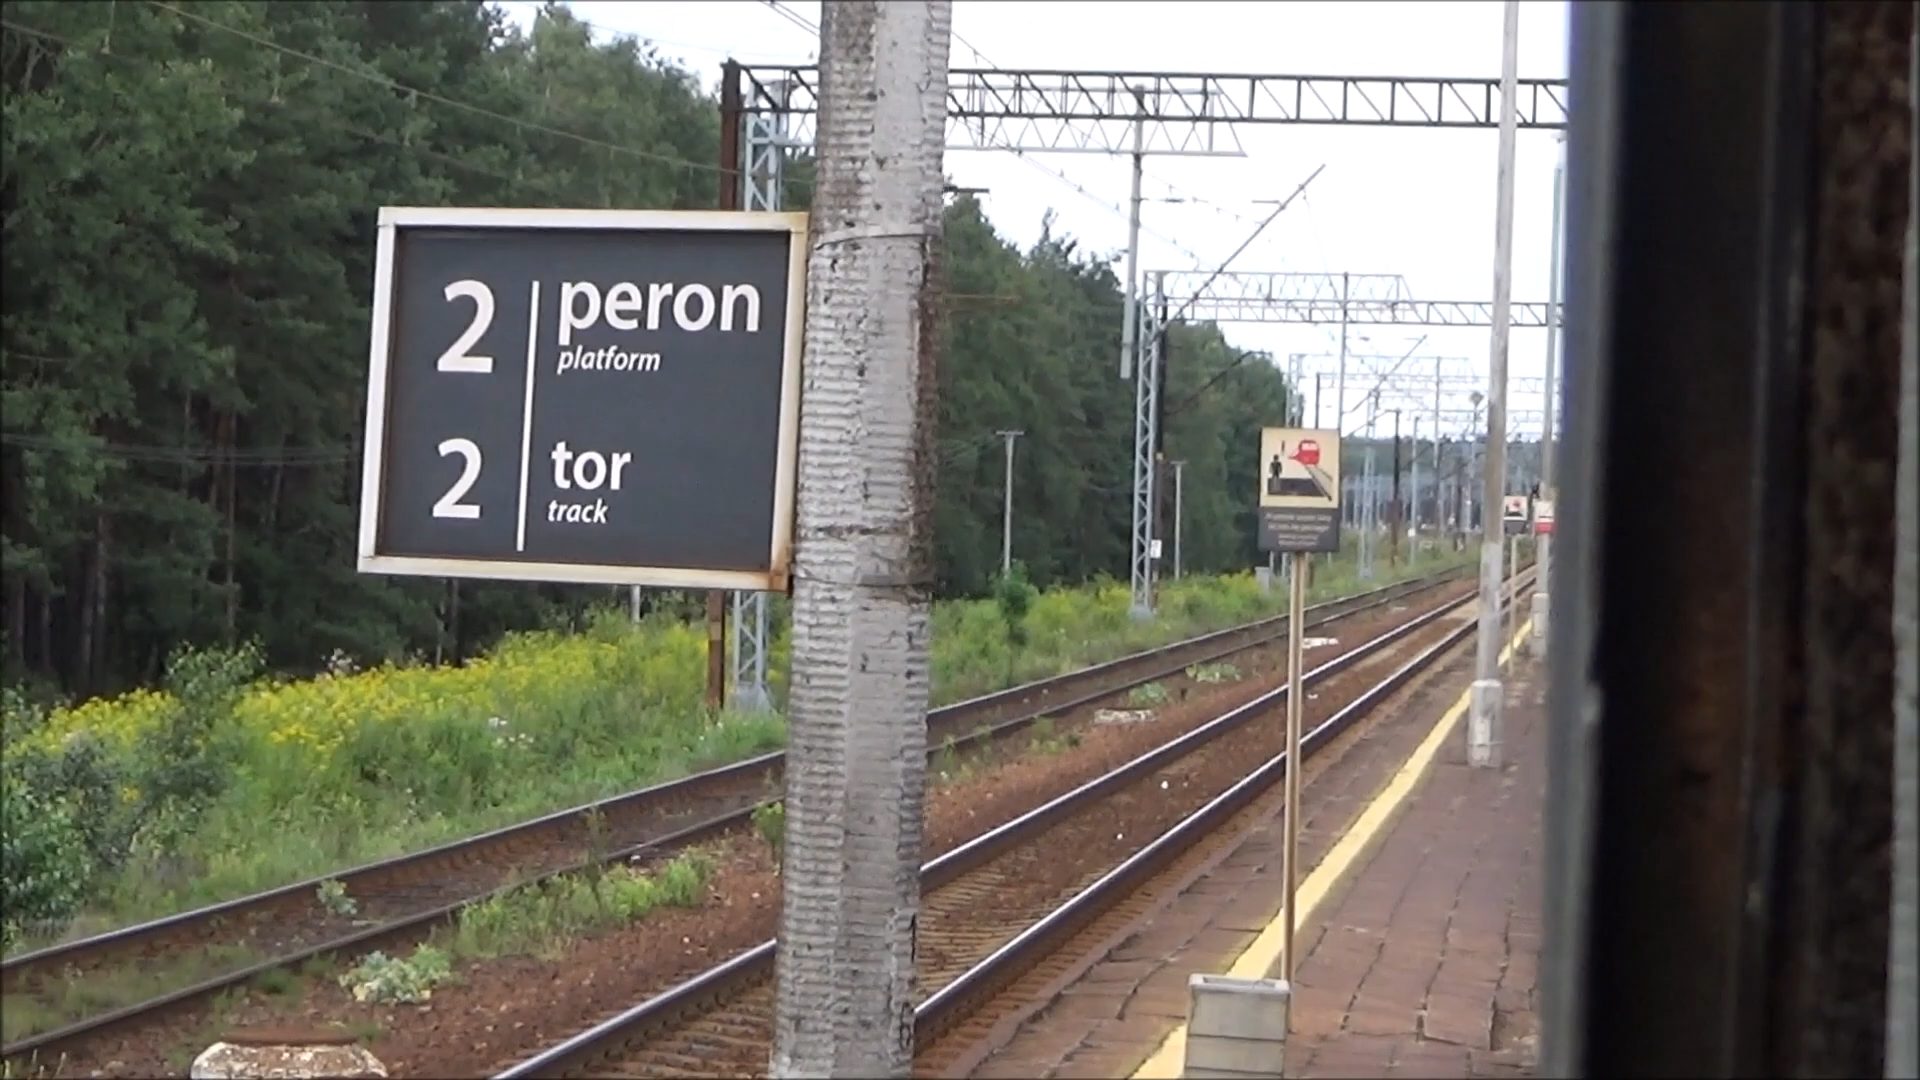 2 peron
platform
2 tor
track